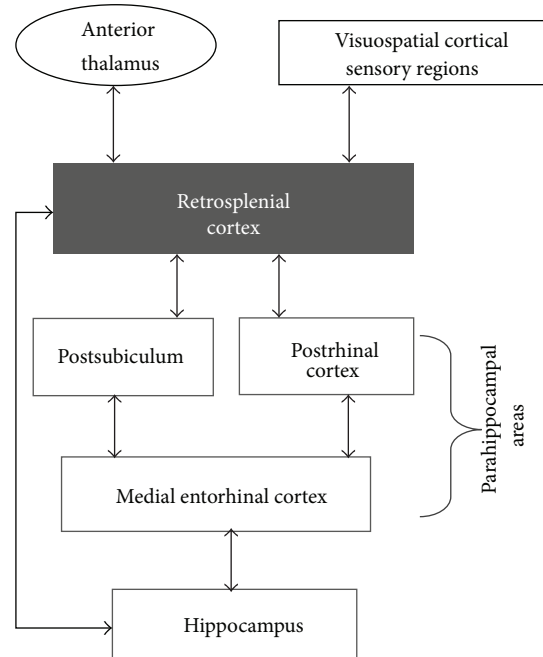 Anterior
thalamus
Visuospatial cortical
sensory regions
Retrosplenial
cortex
Postsubiculum
Postrhinal
cortex
Parahippocampal
areas
Medial entorhinal cortex
Hippocampus